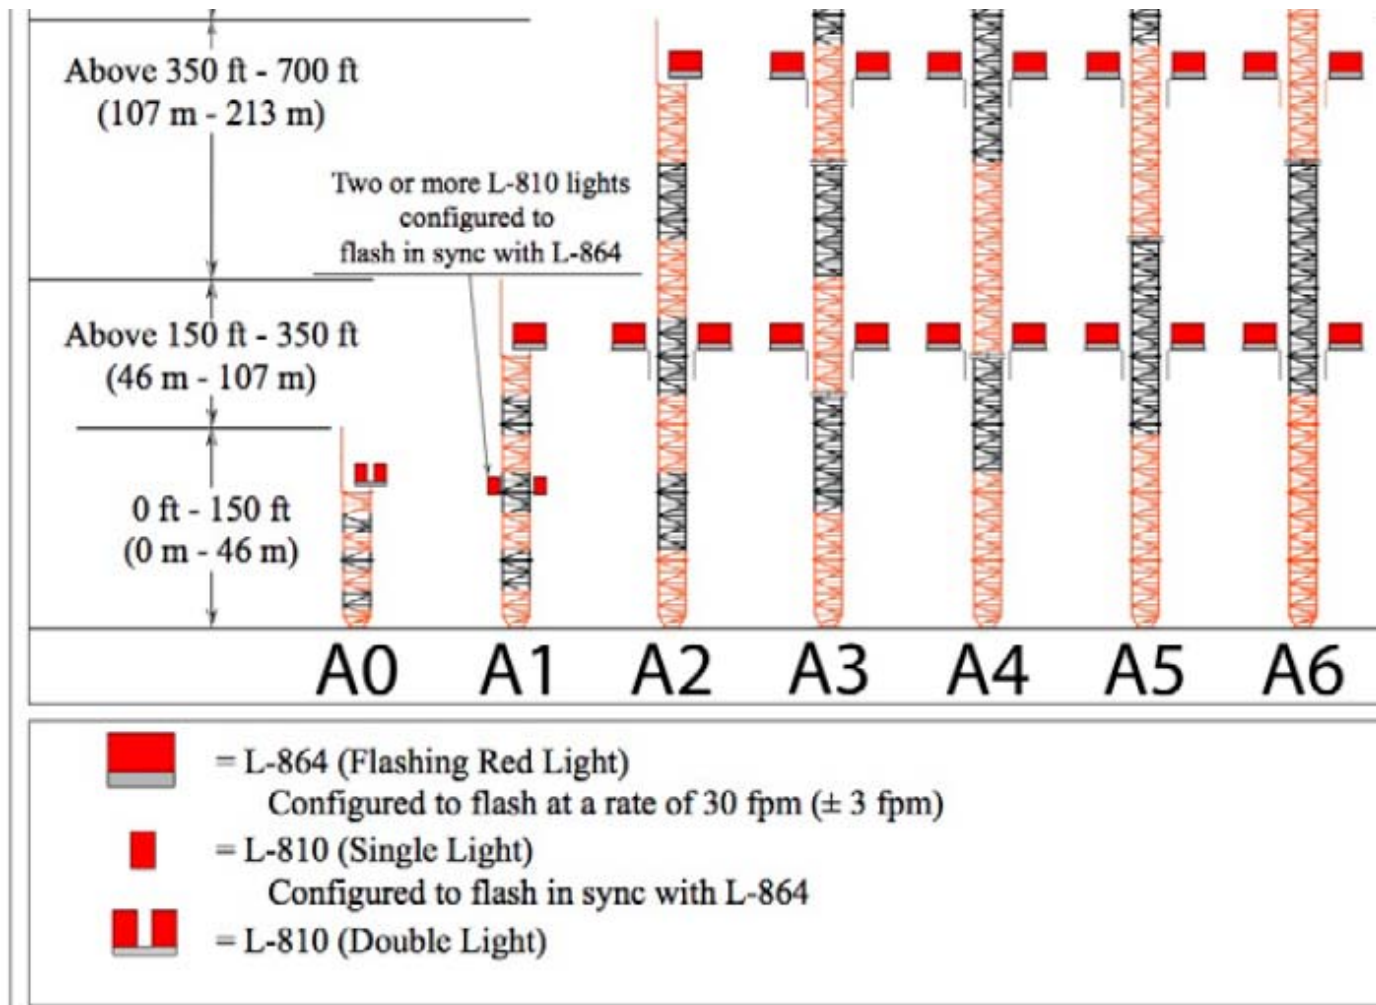 Above 350 ft - 700 ft
(107 m - 213 m)
Two or more L-810 lights
configured to
flash in sync with L-864
Above 150 ft - 350 ft
(46 m - 107 m)
0 ft - 150 ft
(0 m - 46 m)
A0 A1 A2 A3 A4 A5 A6
= L-864 (Flashing Red Light)
Configured to flash at a rate of 30 fpm (± 3 fpm)
= L-810 (Single Light)
Configured to flash in sync with L-864
= L-810 (Double Light)